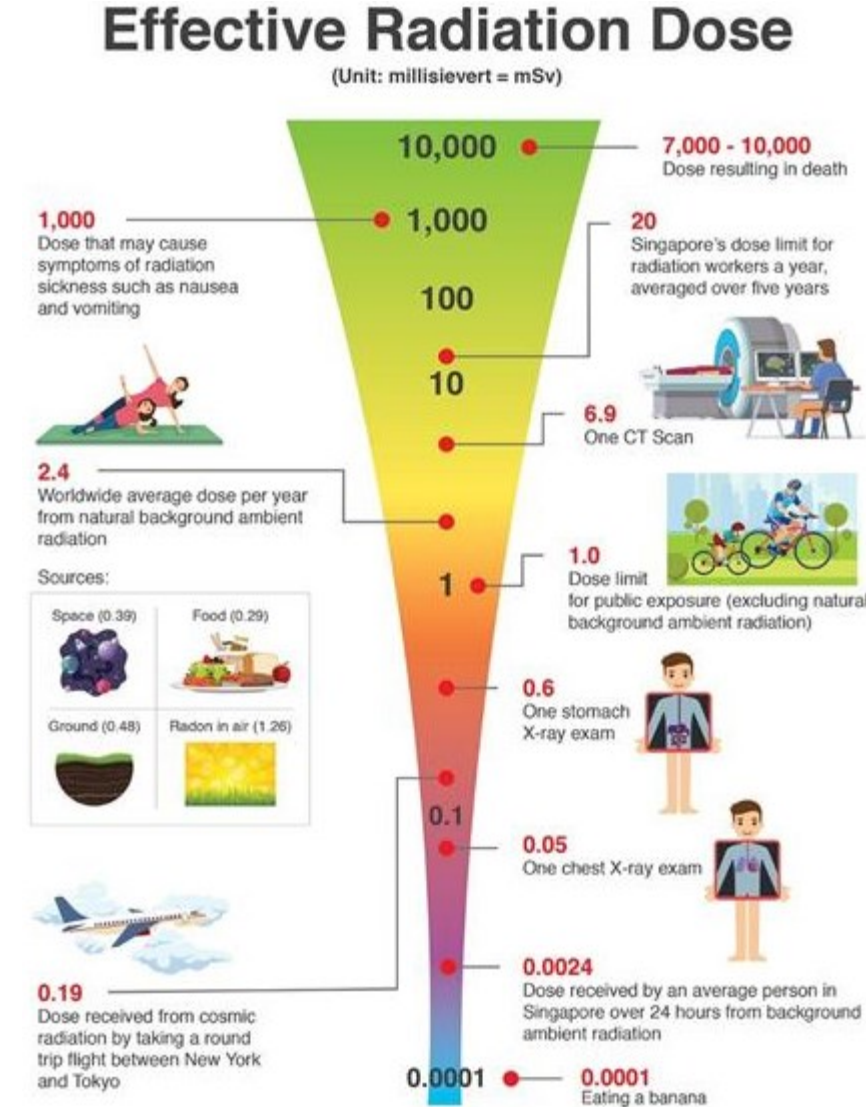 Effective Radiation Dose
(Unit: millisievert = mSv)
10,000
7,000 - 10,000
Dose resulting in death
1,000
Dose that may cause
symptoms of radiation
sickness such as nausea
and vomiting
1,000
20
Singapore's dose limit for
radiation workers a year,
averaged over five years
100
10
6.9
One CT Scan
2.4
Worldwide average dose per year
from natural background ambient
radiation
Sources:
Space (0.39)
Food (0.29)
Ground (0.48)
Radon in air (1.26)
1
1.0
Dose limit
for public exposure (excluding natural
background ambient radiation)
0.6
One stomach
X-ray exam
0.1
0.05
One chest X-ray exam
0.19
Dose received from cosmic
radiation by taking a round
trip flight between New York
and Tokyo
0.0024
Dose received by an average person in
Singapore over 24 hours from background
ambient radiation
0.0001
0.0001
Eating a banana